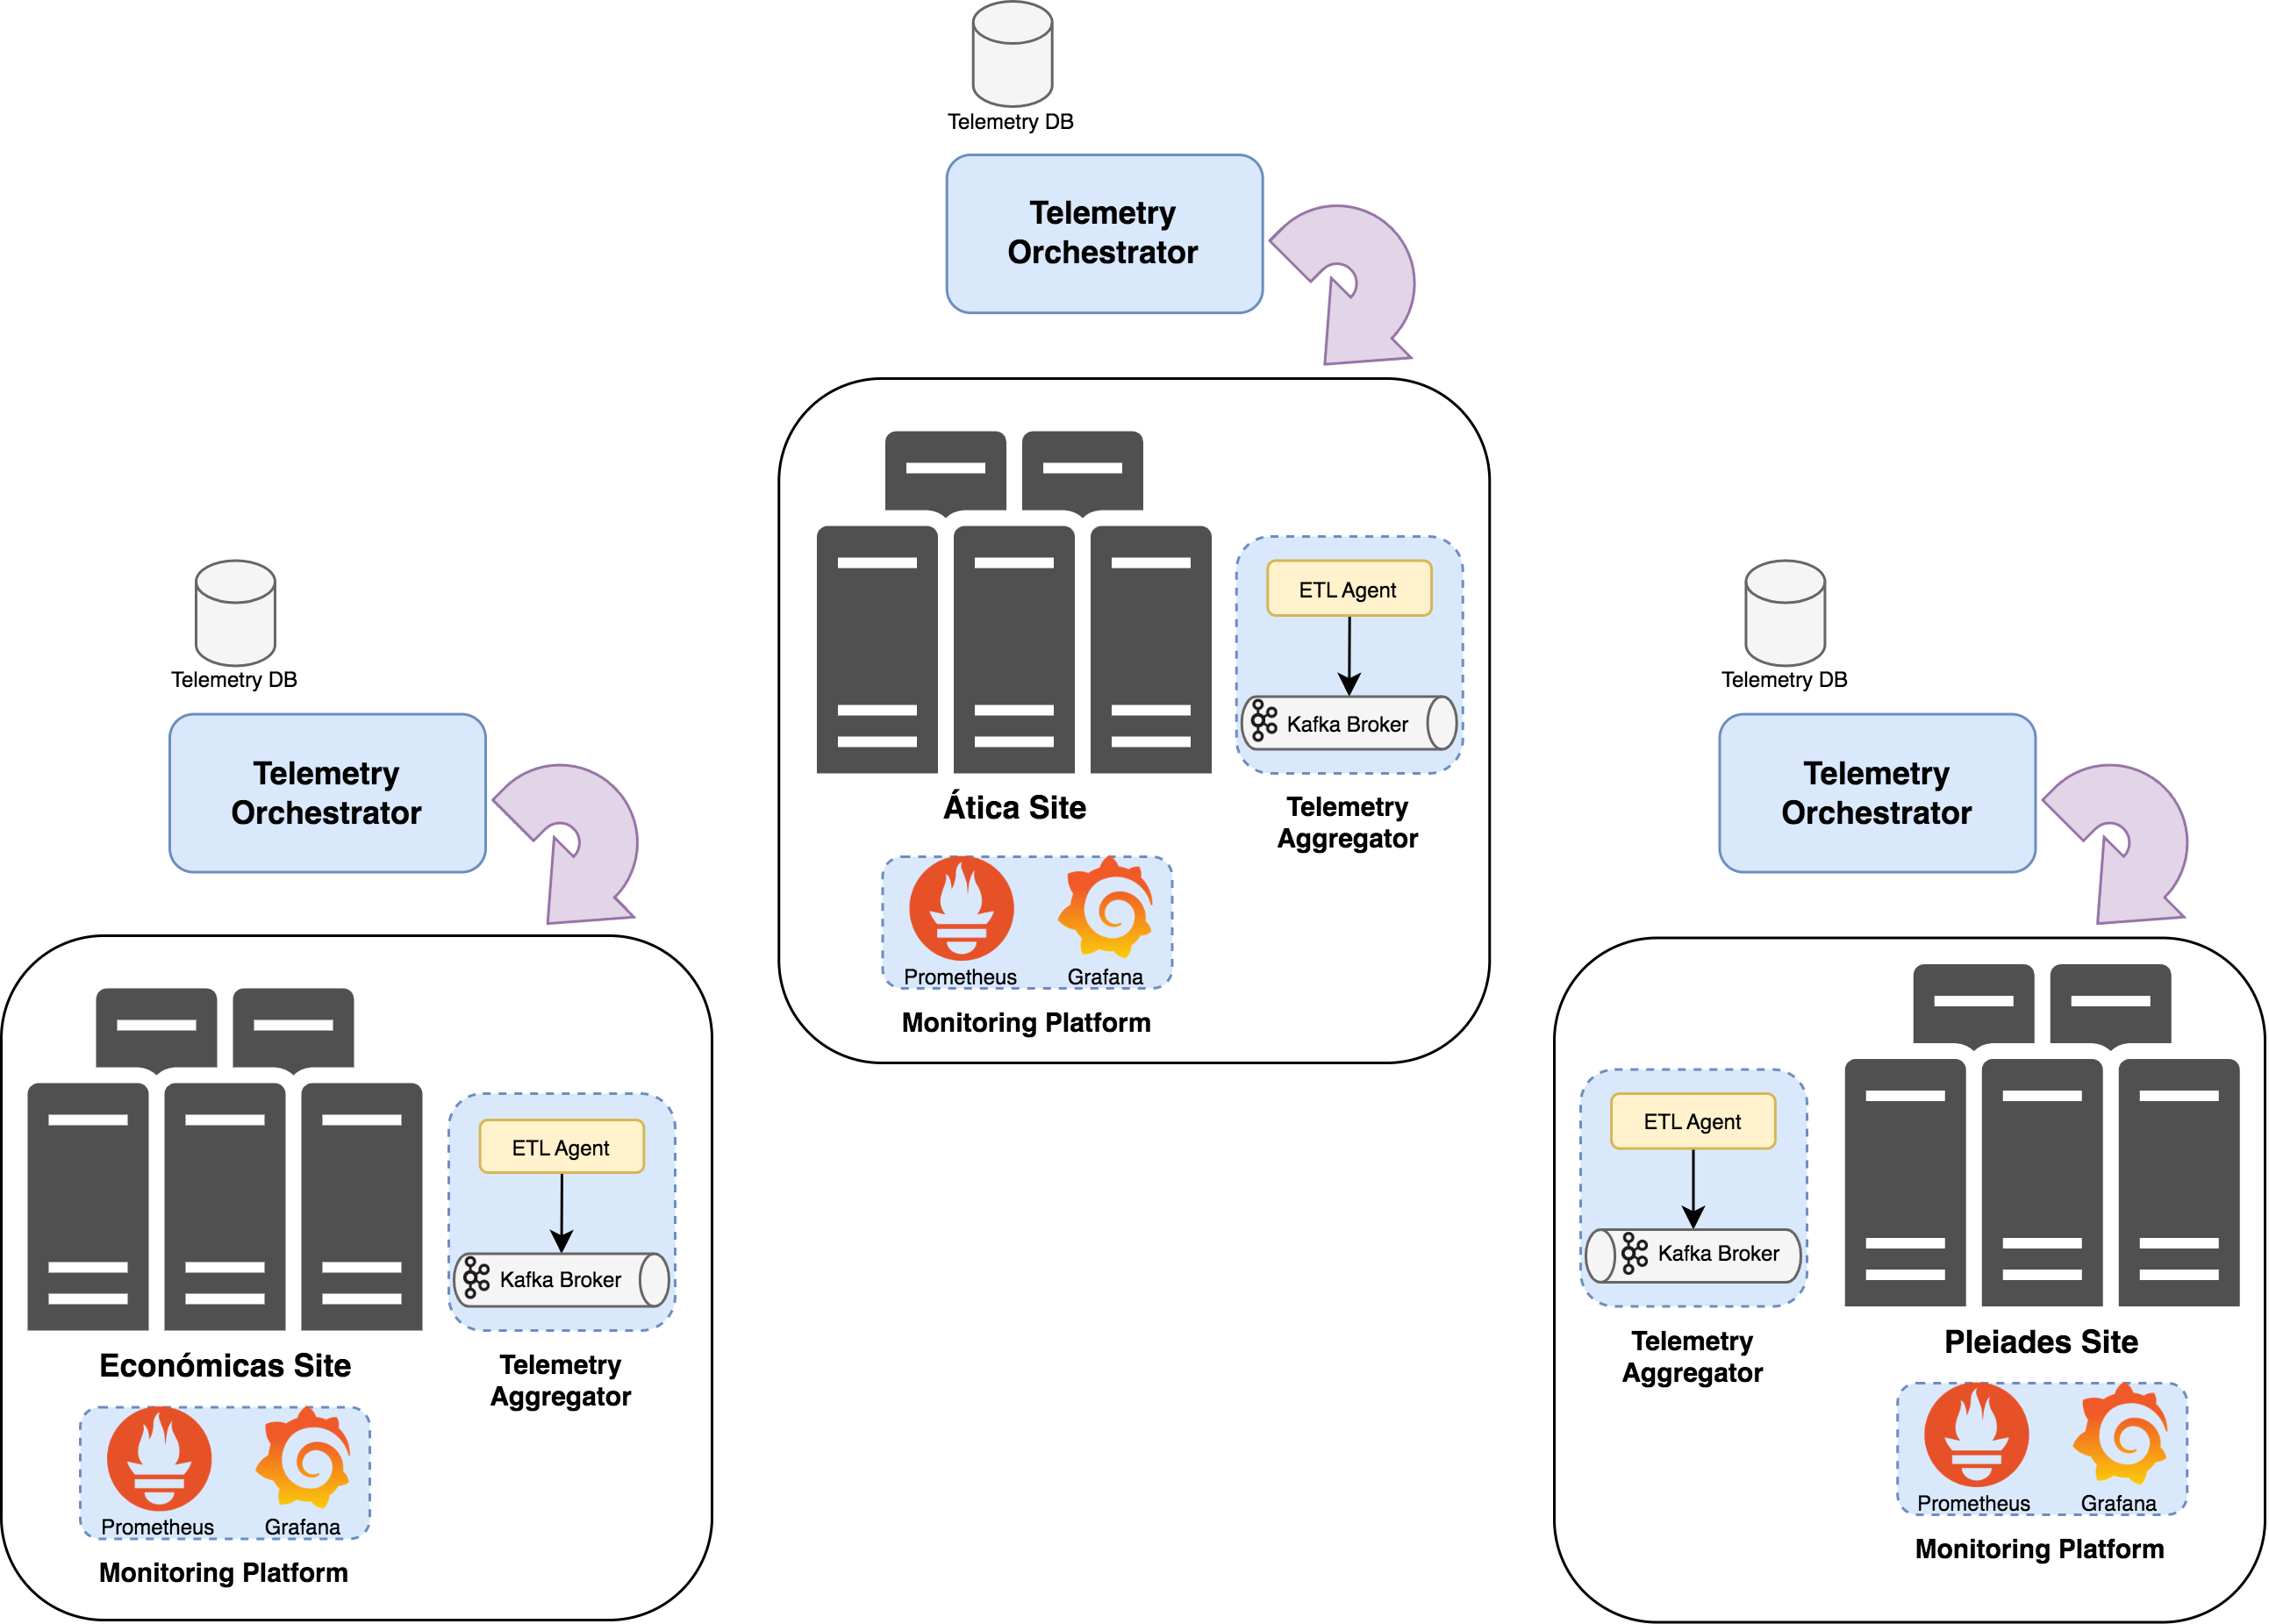 Telemetry DB
Telemetry
Orchestrator
ETL Agent
Kafka Broker
Ática Site
Telemetry
Aggregator
Prometheus
Grafana
Monitoring Platform
Telemetry DB
Telemetry
Orchestrator
ETL Agent
Kafka Broker
Económicas Site
Telemetry
Aggregator
Prometheus
Grafana
Monitoring Platform
Telemetry DB
Telemetry
Orchestrator
ETL Agent
Kafka Broker
Telemetry
Aggregator
Pleiades Site
Prometheus
Grafana
Monitoring Platform